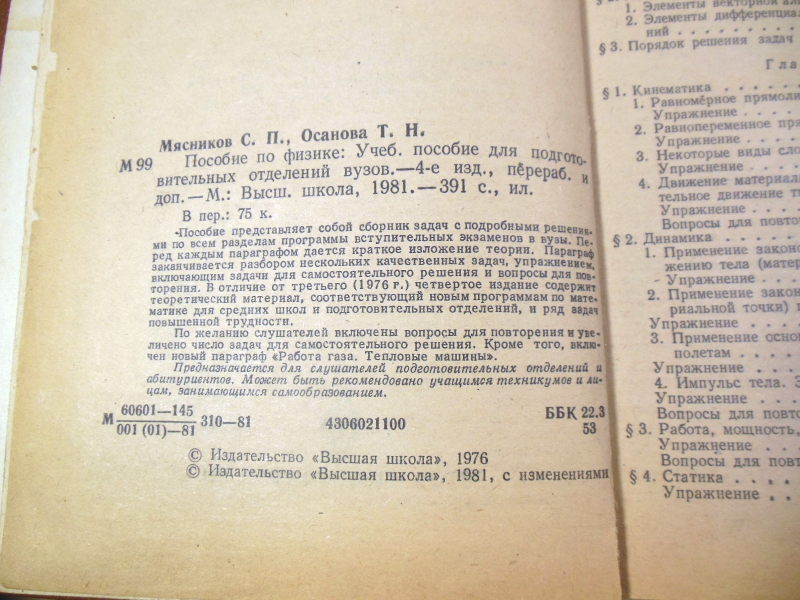 Мясников С. П., Осанова Т. Н.
М 99 Пособие по физике: Учеб. пособие для подгото-
вительных отделений вузов.—4-е изд., перераб. и
доп.—М.: Высш. школа, 1981.—391 с., ил.
В пер.: 75 к.
Пособие представляет собой сборник задач с подробными решения-
ми по всем разделам программы вступительных экзаменов в вузы. Пе-
ред каждым параграфом дается краткое изложение теории. Параграф
заканчивается разбором нескольких качественных задач, упражнением,
включающим задачи для самостоятельного решения и вопросы для пов-
торения. В отличие от третьего (1976 г.) четвертое издание содержит
теоретический материал, соответствующий новым программам по мате-
матике для средних школ и подготовительных отделений, и ряд задач
повышенной трудности.
По желанию слушателей включены вопросы для повторения и уве-
личено число задач для самостоятельного решения. Кроме того, вклю-
чен новый параграф «Работа газа. Тепловые машины».
Предназначается для слушателей подготовительных отделений и
абитуриентов. Может быть рекомендовано учащимся техникумов и ли-
цам, занимающимся самообразованием.
М 60601—145
001 (01)—81 310—81 4306021100 ББК 22.3
53
© Издательство «Высшая школа», 1976
© Издательство «Высшая школа», 1981, с изменениями
1. Элементы векторной ал
2. Элементы дифференциа
ний
§ 3. Порядок решения задач
Гла
§ 1. Кинематика
1. Равномерное прямоли
Упражнение
2. Равнопеременное пря
Упражнение
3. Некоторые виды сло
Упражнение
4. Движение материал
тельное движение т
Упражнение
Вопросы для повтор
§ 2. Динамика
1. Применение законо
жению тела (матер
Упражнение
2. Применение закон
риальной точки) п
Упражнение
3. Применение осно
полетам
Упражнение
4. Импульс тела. З
Упражнение
Вопросы для повто
§ 3. Работа, мощность,
Упражнение
Вопросы для повт
§ 4. Статика
Упражнение